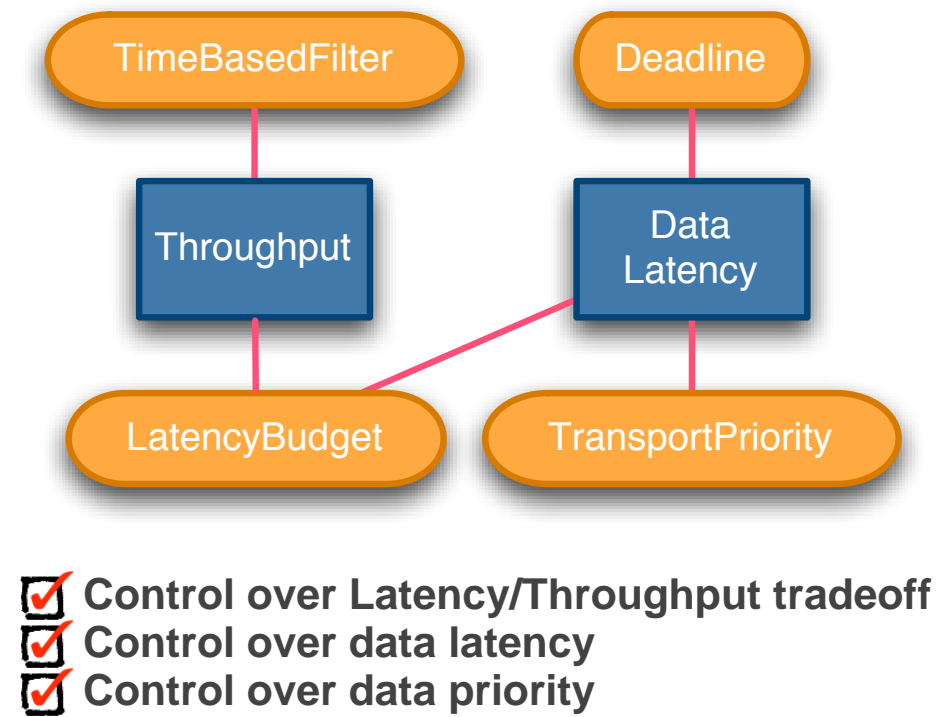 TimeBasedFilter
Deadline
Throughput
Data
Latency
LatencyBudget
TransportPriority
Control over Latency/Throughput tradeoff
Control over data latency
Control over data priority